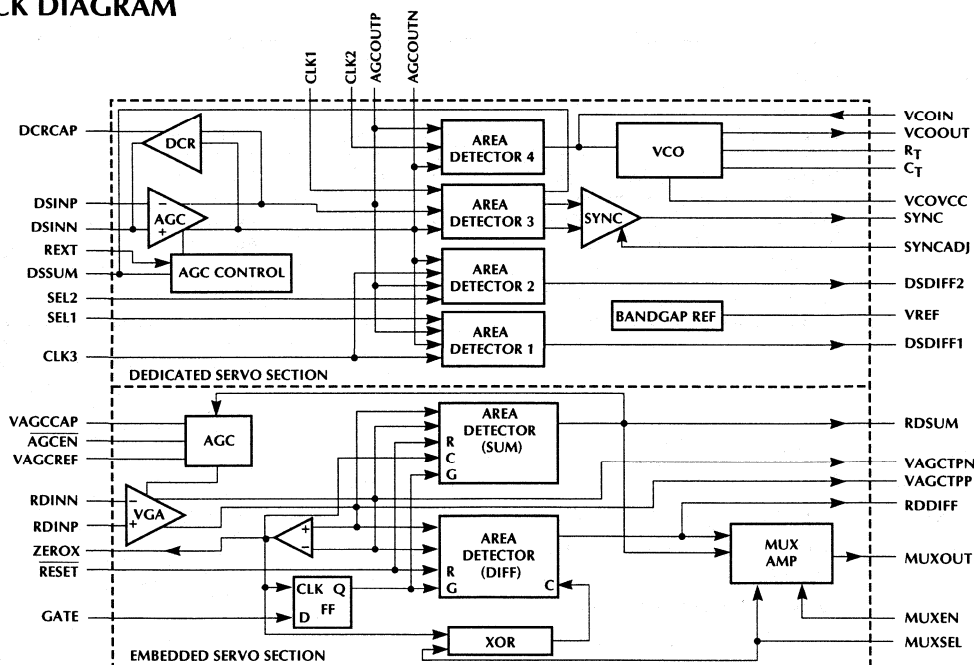 CK DIAGRAM
CLK1
CLK2
AGCOUTP
AGCOUTN
DCRCAP
DSINP
DSINN
REXT
DSSUM
SEL2
SEL1
CLK3
DCR
AGC
− +
AGC CONTROL
AREA DETECTOR 4
AREA DETECTOR 3
AREA DETECTOR 2
AREA DETECTOR 1
VCO
SYNC
BANDGAP REF
VCOIN
VCOOUT
RT
CT
VCOVCC
SYNC
SYNCADJ
DSDIFF2
VREF
DSDIFF1
DEDICATED SERVO SECTION
VAGCCAP
AGCEN
VAGCREF
RDINN
RDINP
ZEROX
RESET
GATE
AGC
VGA
− +
+ −
AREA
DETECTOR
(SUM)
R
C
G
AREA
DETECTOR
(DIFF)
R
G
C
CLK Q
FF
D
XOR
MUX
AMP
RDSUM
VAGCTPN
VAGCTPP
RDDIFF
MUXOUT
MUXEN
MUXSEL
EMBEDDED SERVO SECTION